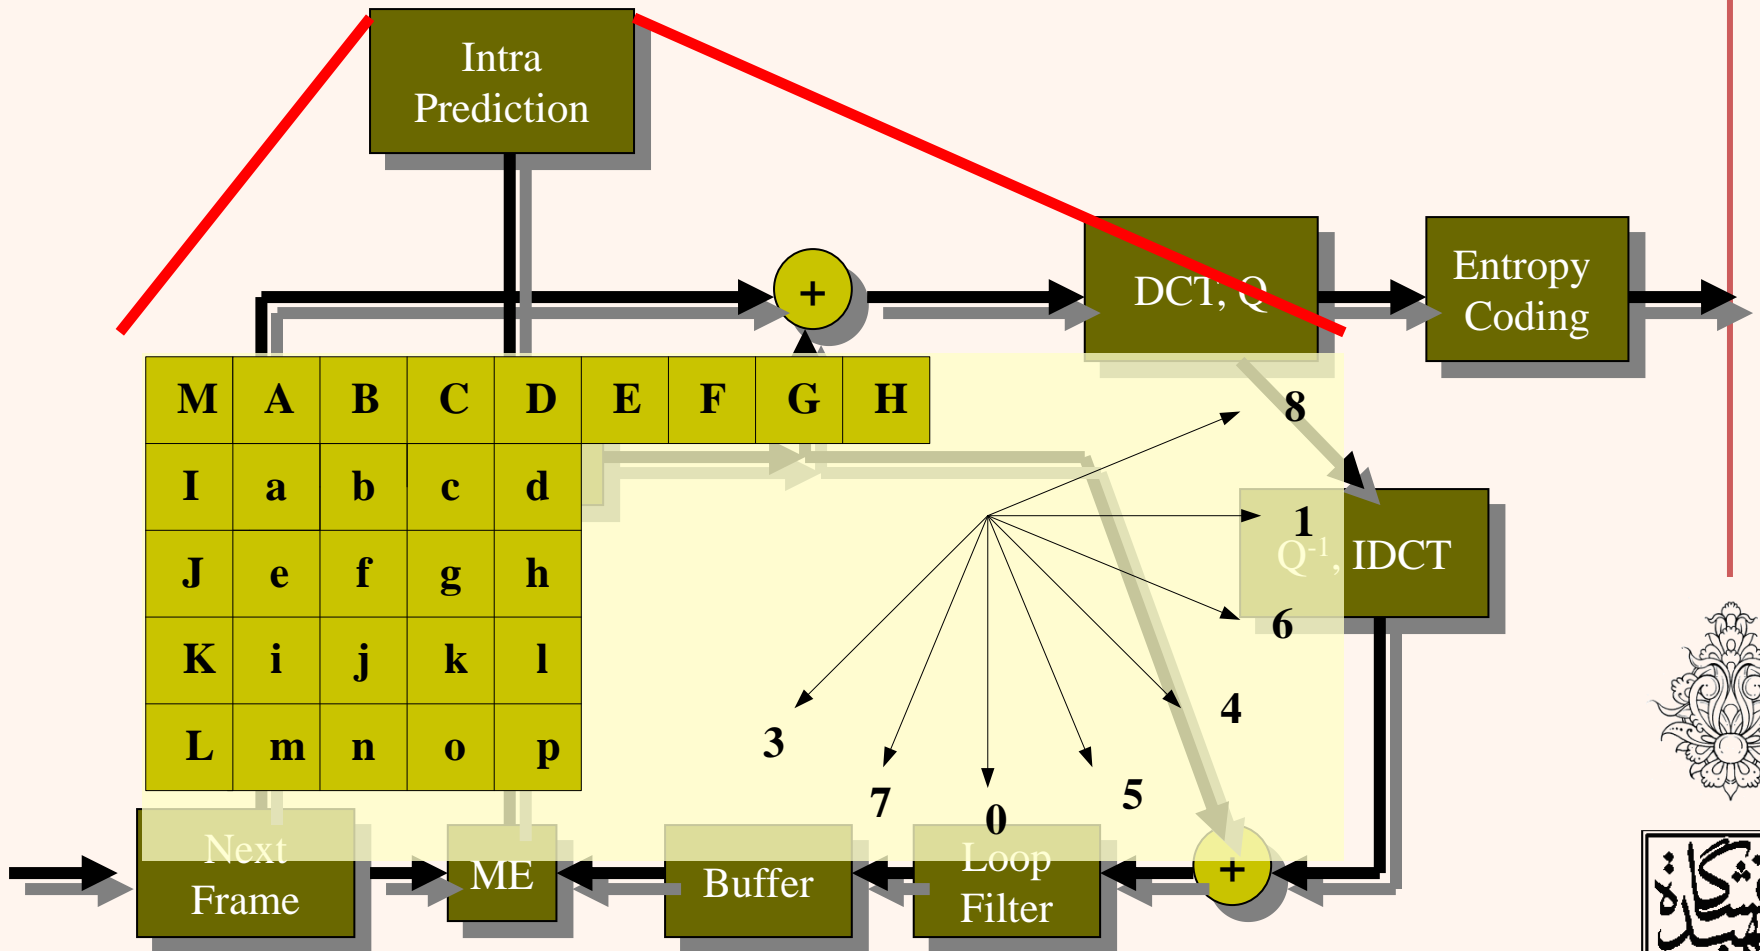 Intra
Prediction
+
DCT, Q
Entropy
Coding
M A B C D E F G H
I a b c d
J e f g h
K i j k l
L m n o p
8
1
6
4
5
0
7
3
Q⁻¹, IDCT
Next
Frame
ME
Buffer
Loop
Filter
+